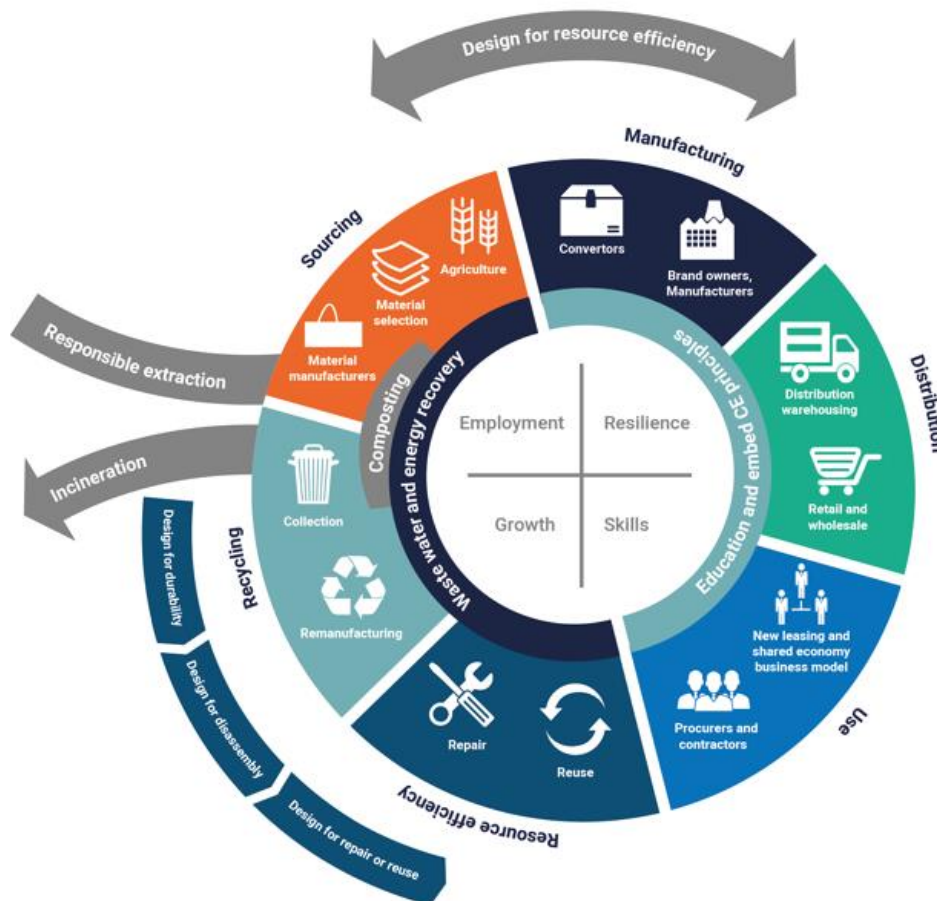 Design for resource efficiency
Manufacturing
Convertors
Brand owners,
Manufacturers
Sourcing
Agriculture
Material
selection
Material
manufacturers
Responsible extraction
Distribution
Distribution
warehousing
Retail and
wholesale
Composting
Waste water and energy recovery
Education and embed CE principles
Employment
Resilience
Growth
Skills
Incineration
Collection
Remanufacturing
Recycling
New leasing and
shared economy
business model
Procurers and
contractors
Use
Repair
Reuse
Resource efficiency
Design for durability
Design for disassembly
Design for repair or reuse